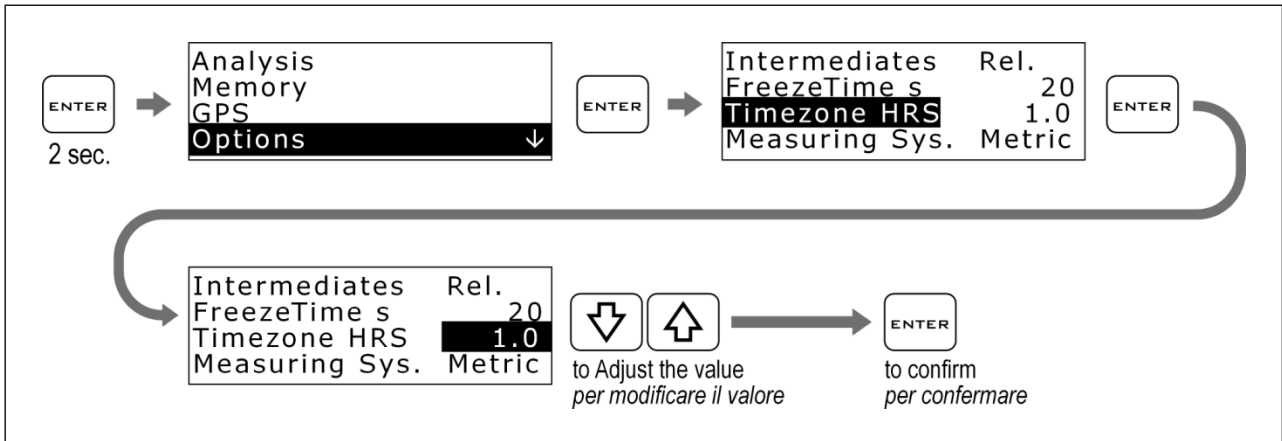 ENTER
2 sec.
Analysis
Memory
GPS
Options ↓
ENTER
Intermediates Rel.
FreezeTime s 20
Timezone HRS 1.0
Measuring Sys. Metric
ENTER
Intermediates Rel.
FreezeTime s 20
Timezone HRS 1.0
Measuring Sys. Metric
to Adjust the value
per modificare il valore
ENTER
to confirm
per confermare